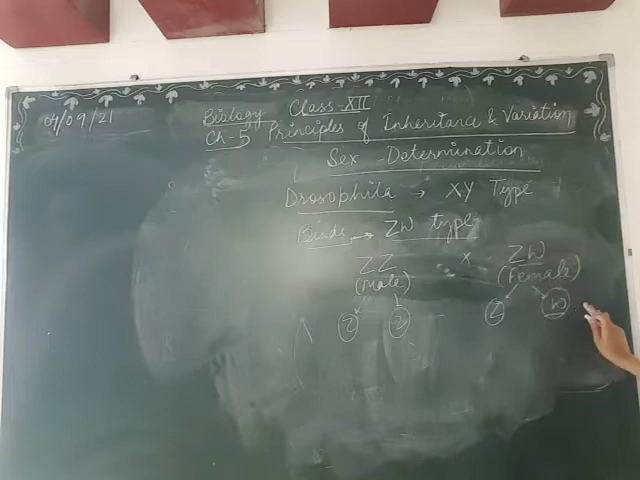 04/09/21
Biology Class-XII
Ch-5 Principles of Inheritance & Variation
Sex Determination
Drosophila → XY Type
Birds → ZW type
ZZ x ZW
(Male) (Female)
Z Z Z W